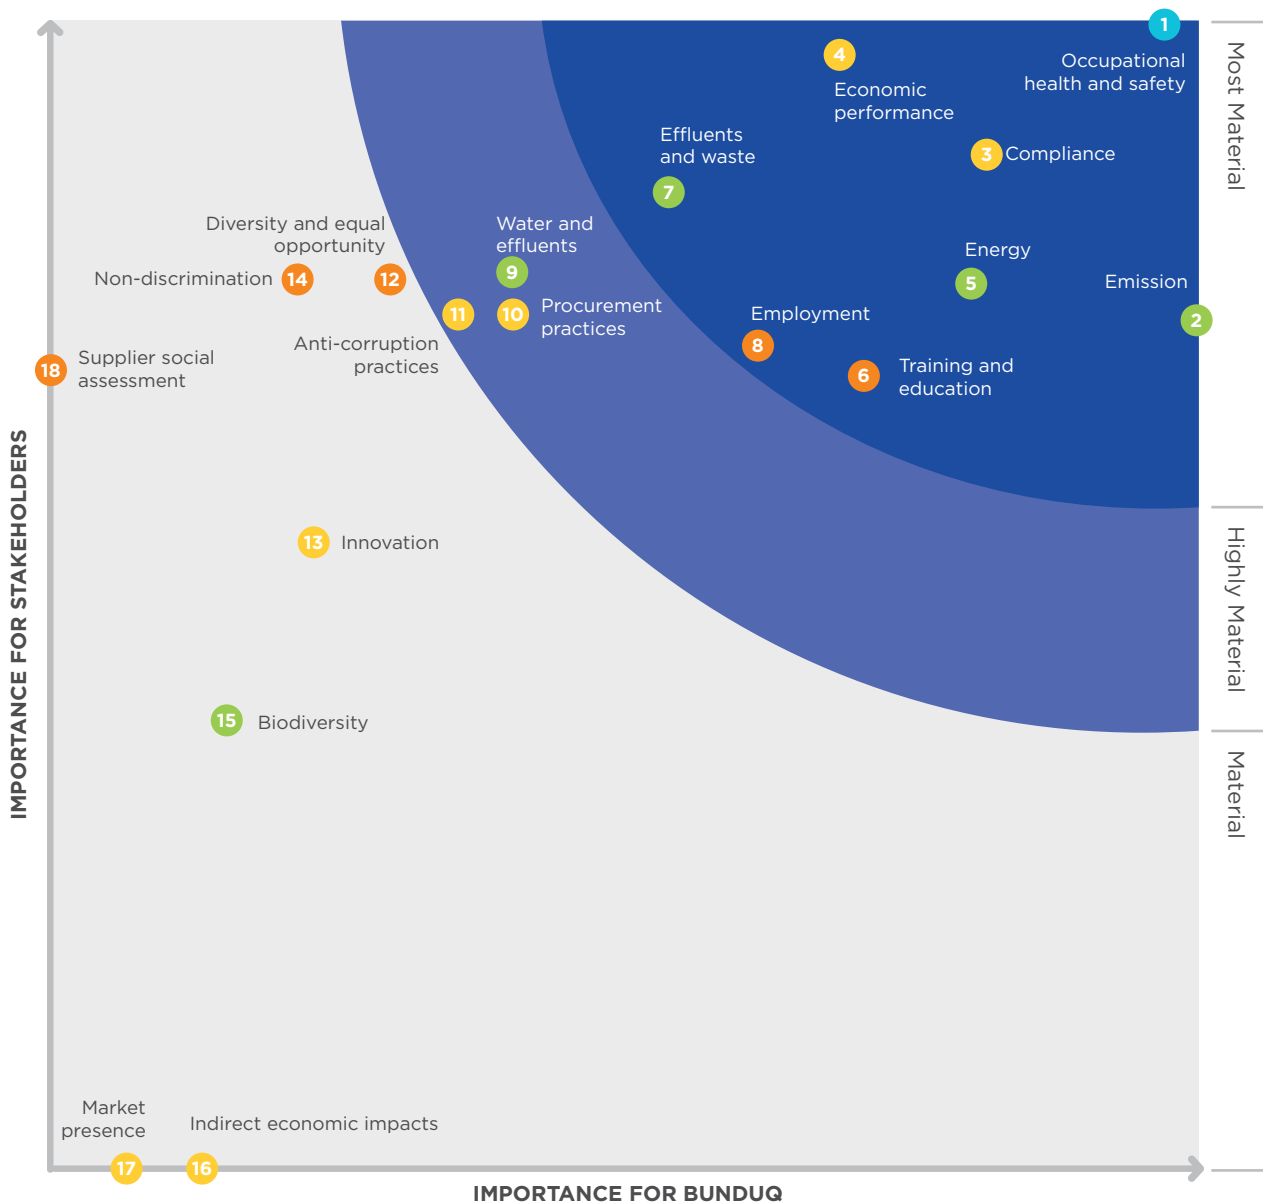 1
Occupational
health and safety
4
Economic
performance
3
Compliance
Effluents
and waste
7
Diversity and equal
opportunity
12
Non-discrimination
14
Water and
effluents
9
Energy
5
Emission
2
11
Anti-corruption
practices
10
Procurement
practices
Employment
8
6
Training and
education
18
Supplier social
assessment
13
Innovation
15
Biodiversity
Market
presence
17
Indirect economic impacts
16
Most Material
Highly Material
Material
IMPORTANCE FOR STAKEHOLDERS
IMPORTANCE FOR BUNDUQ